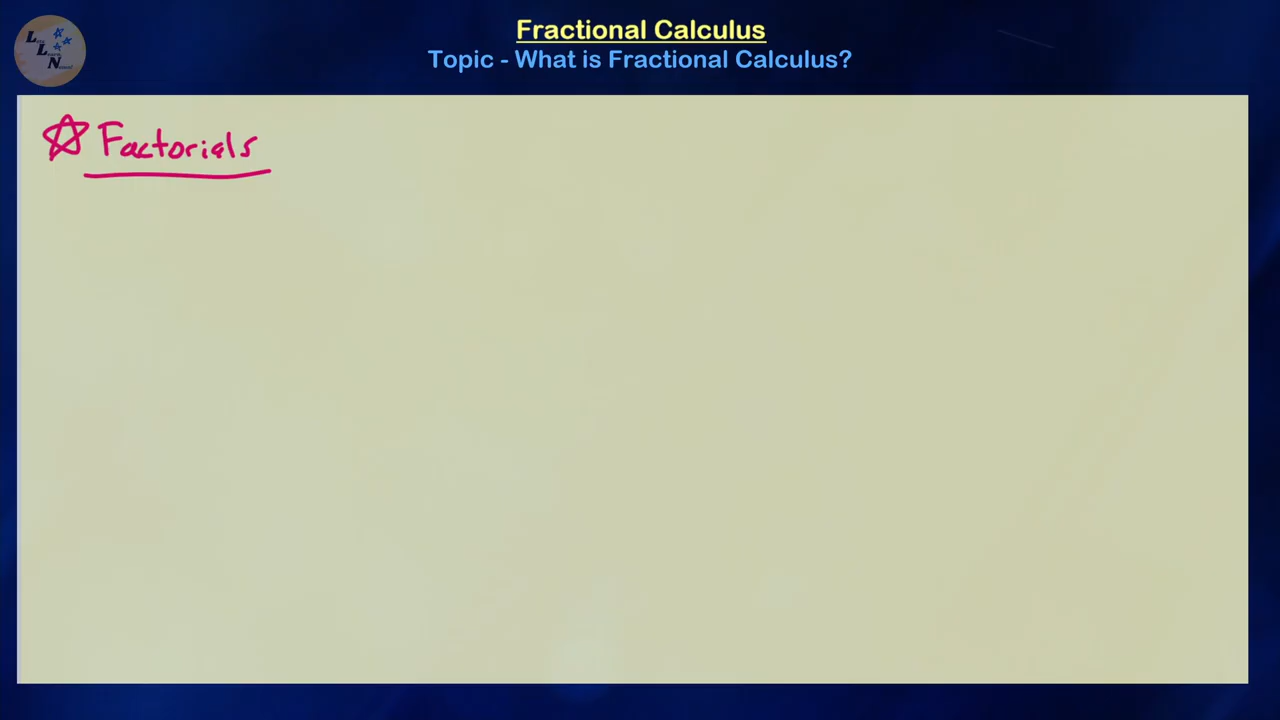 Fractional Calculus
Topic - What is Fractional Calculus?
L
L
N
Factorials